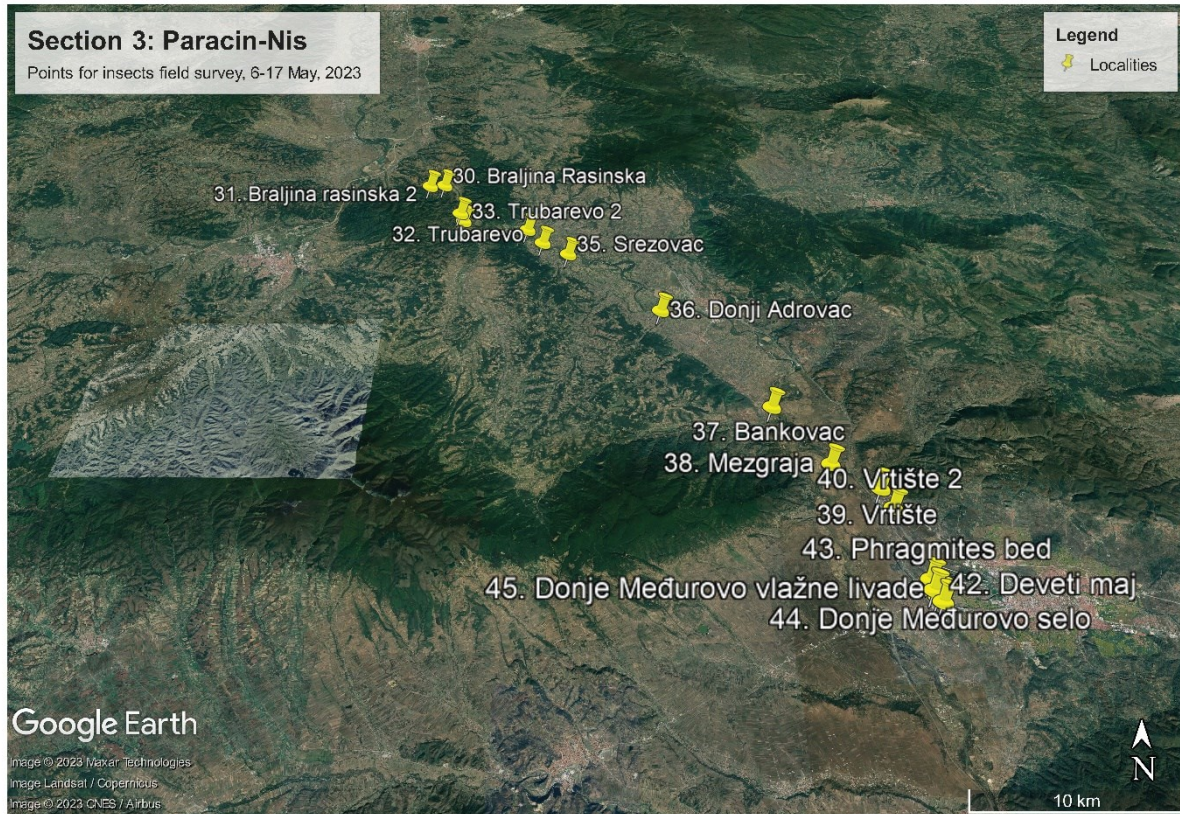 Section 3: Paracin-Nis
Points for insects field survey, 6-17 May, 2023
Legend
Localities
30. Braljina Rasinska
31. Braljina rasinska 2
33. Trubarevo 2
32. Trubarevo
35. Srezovac
36. Donji Adrovac
37. Bankovac
38. Mezgraja
40. Vrtište 2
39. Vrtište
43. Phragmites bed
45. Donje Međurovo vlažne livade
42. Deveti maj
44. Donje Međurovo selo
Google Earth
Image © 2023 Maxar Technologies
Image Landsat / Copernicus
Image © 2023 CNES / Airbus
N
10 km